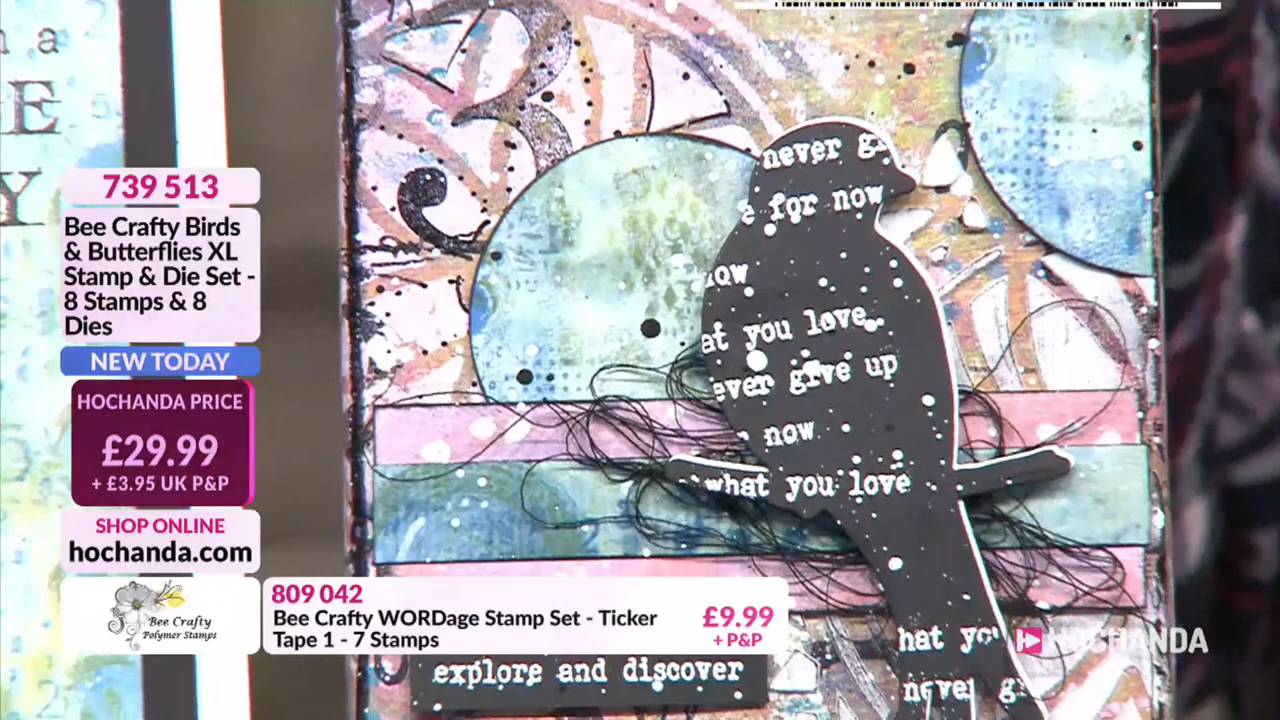 739 513
Bee Crafty Birds
& Butterflies XL
Stamp & Die Set -
8 Stamps & 8
Dies
NEW TODAY
HOCHANDA PRICE
£29.99
+ £3.95 UK P&P
SHOP ONLINE
hochanda.com
Bee Crafty
Polymer Stamps
809 042
Bee Crafty WORDage Stamp Set - Ticker
Tape 1 - 7 Stamps
£9.99
+ P&P
never g
e for now
now
at you love
ever give up
now
what you love
hat yo
never g
explore and discover
HOCHANDA
a
E
Y